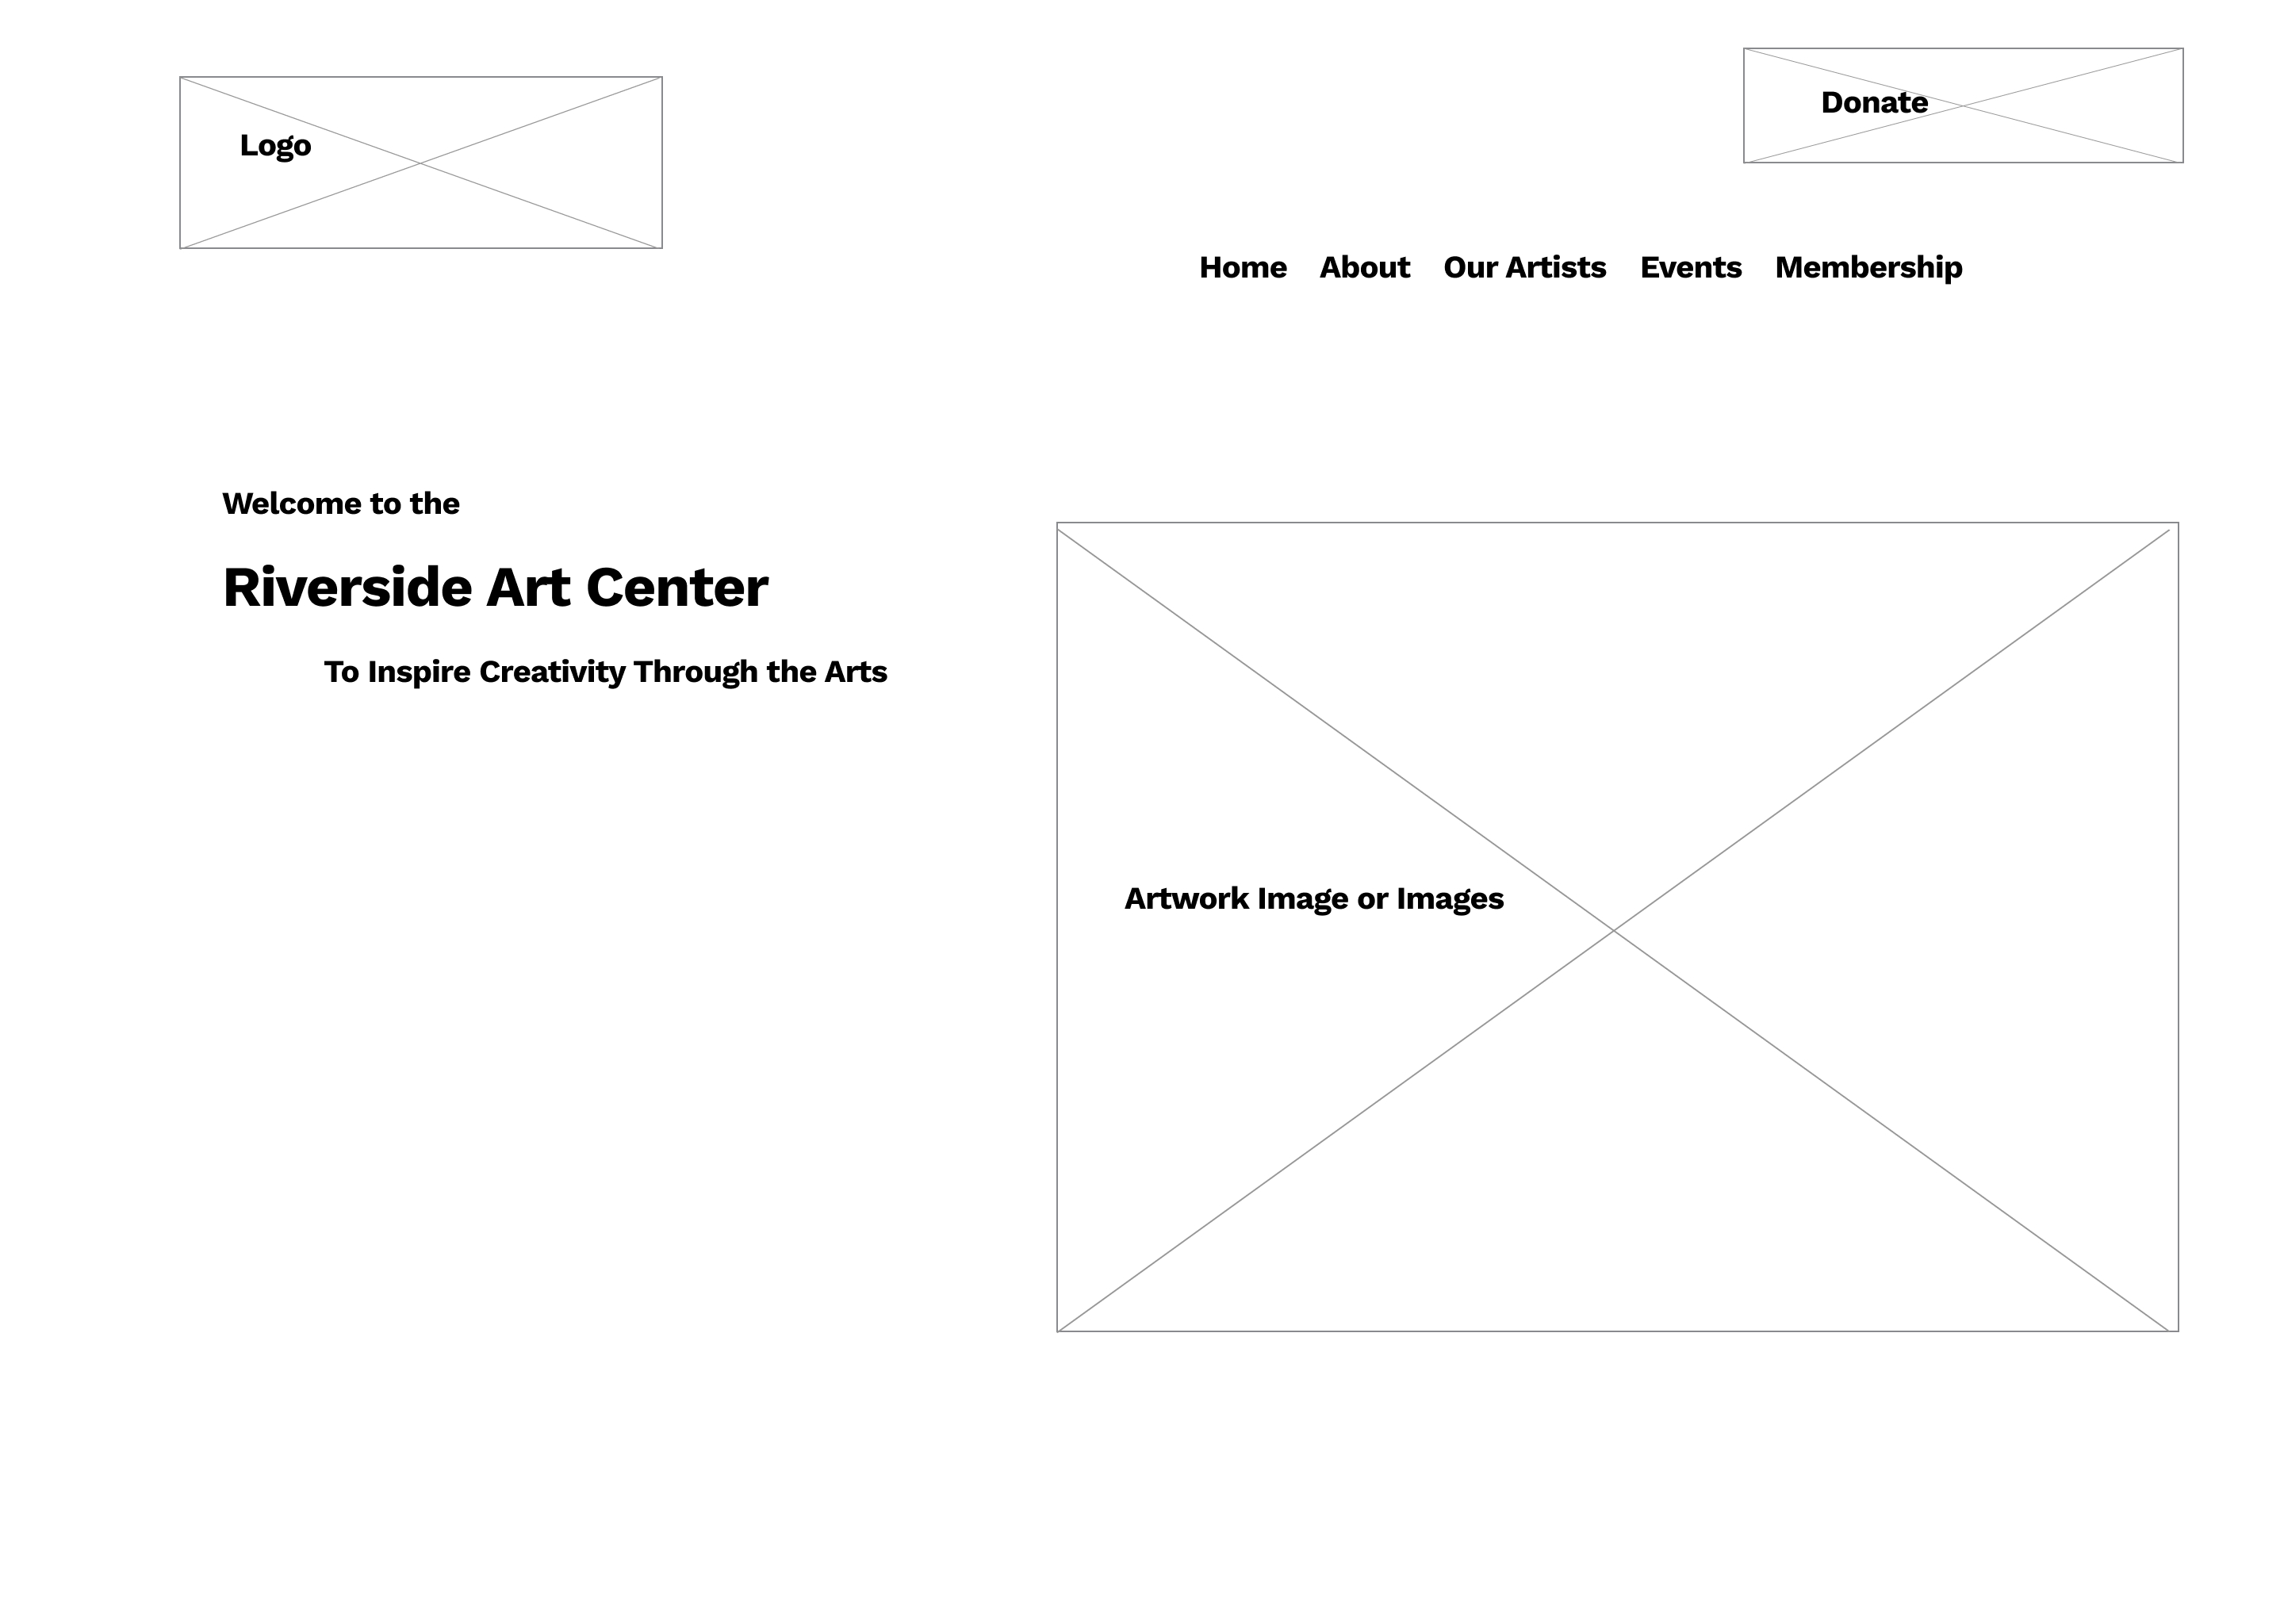 Logo
Donate
Home About Our Artists Events Membership
Welcome to the
Riverside Art Center
To Inspire Creativity Through the Arts
Artwork Image or Images